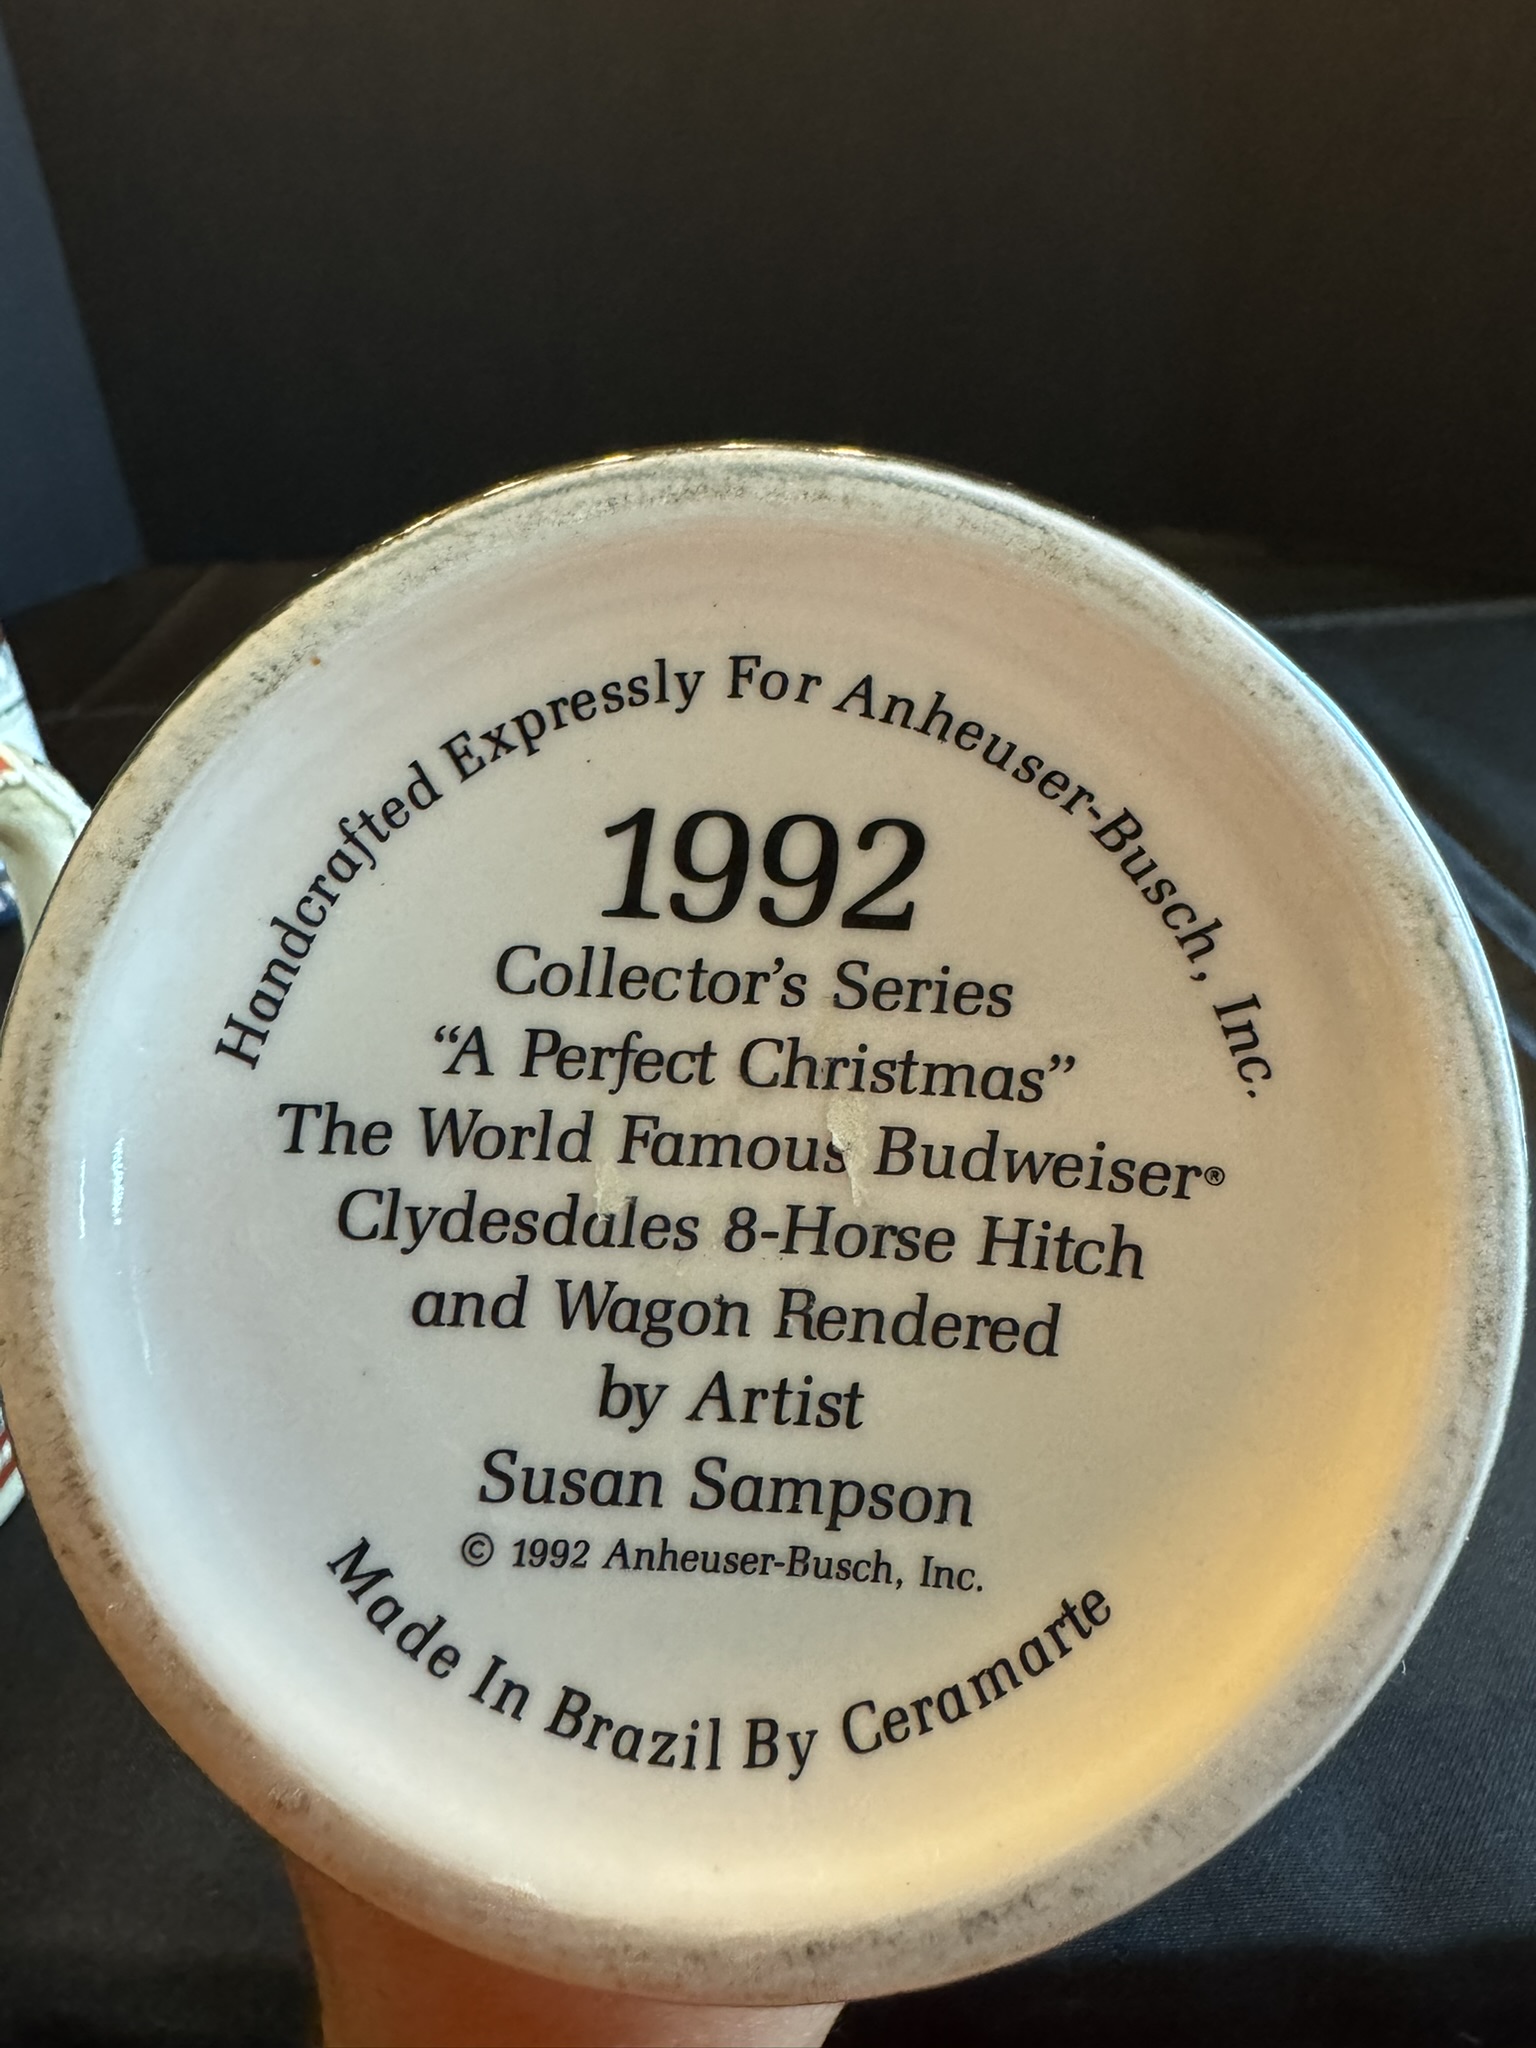 Handcrafted Expressly For Anheuser-Busch, Inc.
1992
Collector's Series
“A Perfect Christmas”
The World Famous Budweiser®
Clydesdales 8-Horse Hitch
and Wagon Rendered
by Artist
Susan Sampson
© 1992 Anheuser-Busch, Inc.
Made In Brazil By Ceramarte